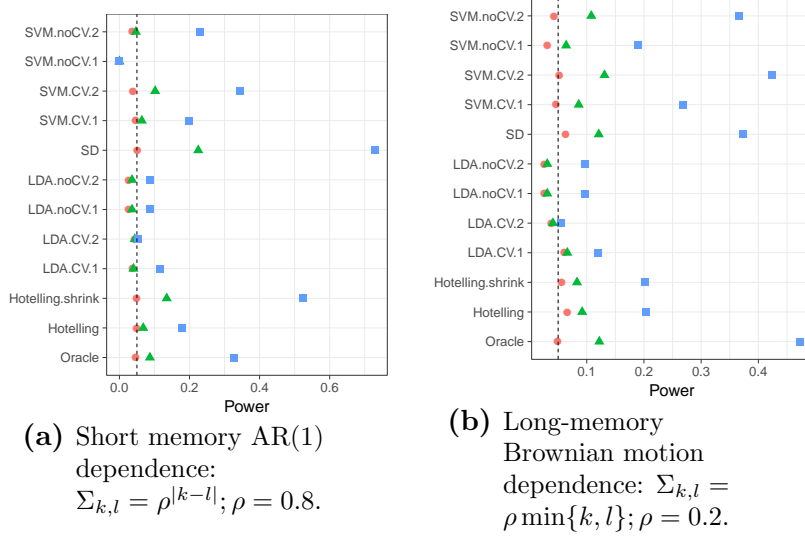 SVM.noCV.2
SVM.noCV.1
SVM.CV.2
SVM.CV.1
SD
LDA.noCV.2
LDA.noCV.1
LDA.CV.2
LDA.CV.1
Hotelling.shrink
Hotelling
Oracle
0.0 0.2 0.4 0.6
Power
(a) Short memory AR(1)
dependence:
Σ_{k,l} = ρ^{|k−l|}; ρ = 0.8.
SVM.noCV.2
SVM.noCV.1
SVM.CV.2
SVM.CV.1
SD
LDA.noCV.2
LDA.noCV.1
LDA.CV.2
LDA.CV.1
Hotelling.shrink
Hotelling
Oracle
0.1 0.2 0.3 0.4
Power
(b) Long-memory
Brownian motion
dependence: Σ_{k,l} =
ρ min{k, l}; ρ = 0.2.